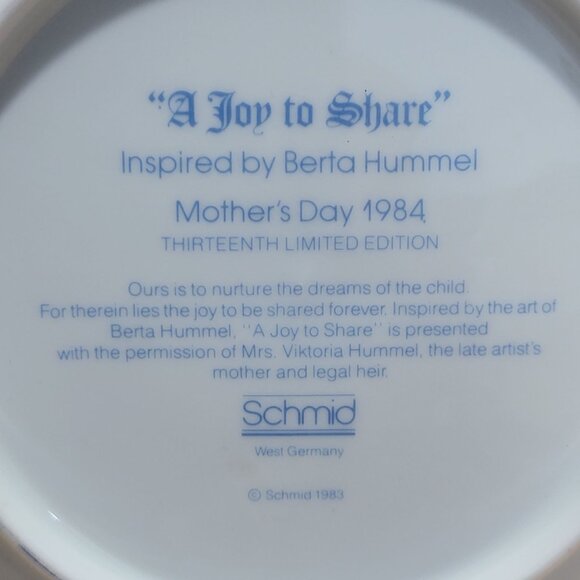 “A Joy to Share”
Inspired by Berta Hummel
Mother's Day 1984
THIRTEENTH LIMITED EDITION
Ours is to nurture the dreams of the child.
For therein lies the joy to be shared forever. Inspired by the art of
Berta Hummel, “A Joy to Share” is presented
with the permission of Mrs. Viktoria Hummel, the late artist's
mother and legal heir.
Schmid
West Germany
© Schmid 1983